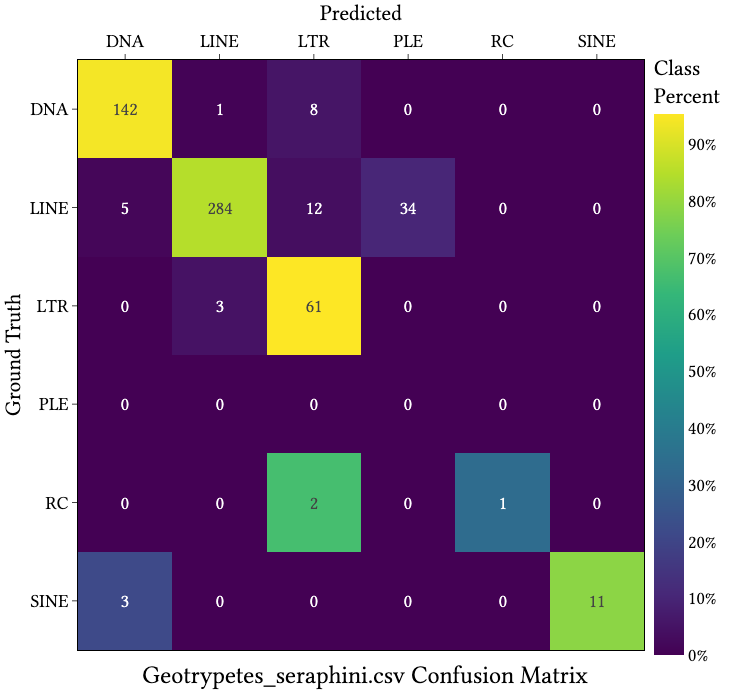 Predicted
DNA LINE LTR PLE RC SINE
Class
Percent
Ground Truth
DNA 142 1 8 0 0 0
LINE 5 284 12 34 0 0
LTR 0 3 61 0 0 0
PLE 0 0 0 0 0 0
RC 0 0 2 0 1 0
SINE 3 0 0 0 0 11
90%
80%
70%
60%
50%
40%
30%
20%
10%
0%
Geotrypetes_seraphini.csv Confusion Matrix